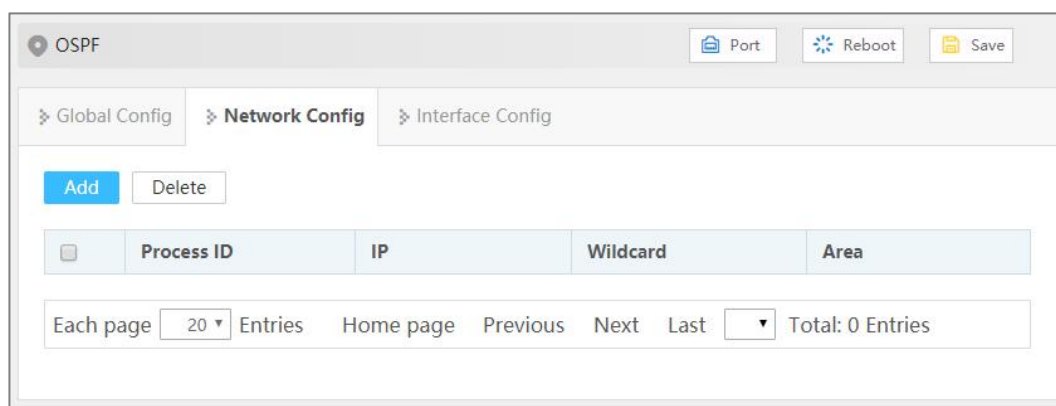 OSPF Port Reboot Save
Global Config Network Config Interface Config
Add Delete
Process ID IP Wildcard Area
Each page 20 Entries Home page Previous Next Last Total: 0 Entries